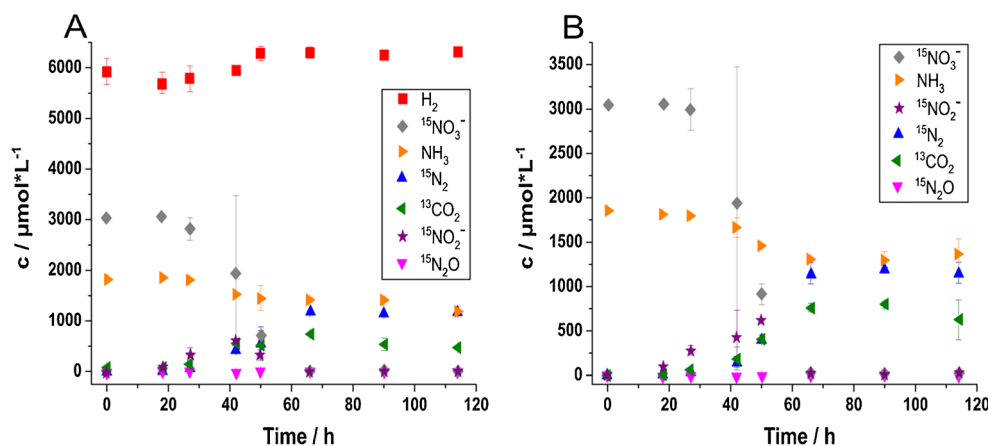 A
c / μmol*L⁻¹
6000
5000
4000
3000
2000
1000
0
H₂
¹⁵NO₃⁻
NH₃
¹⁵N₂
¹³CO₂
¹⁵NO₂⁻
¹⁵N₂O
0 20 40 60 80 100 120
Time / h
B
c / μmol*L⁻¹
3500
3000
2500
2000
1500
1000
500
0
¹⁵NO₃⁻
NH₃
¹⁵NO₂⁻
¹⁵N₂
¹³CO₂
¹⁵N₂O
0 20 40 60 80 100 120
Time / h